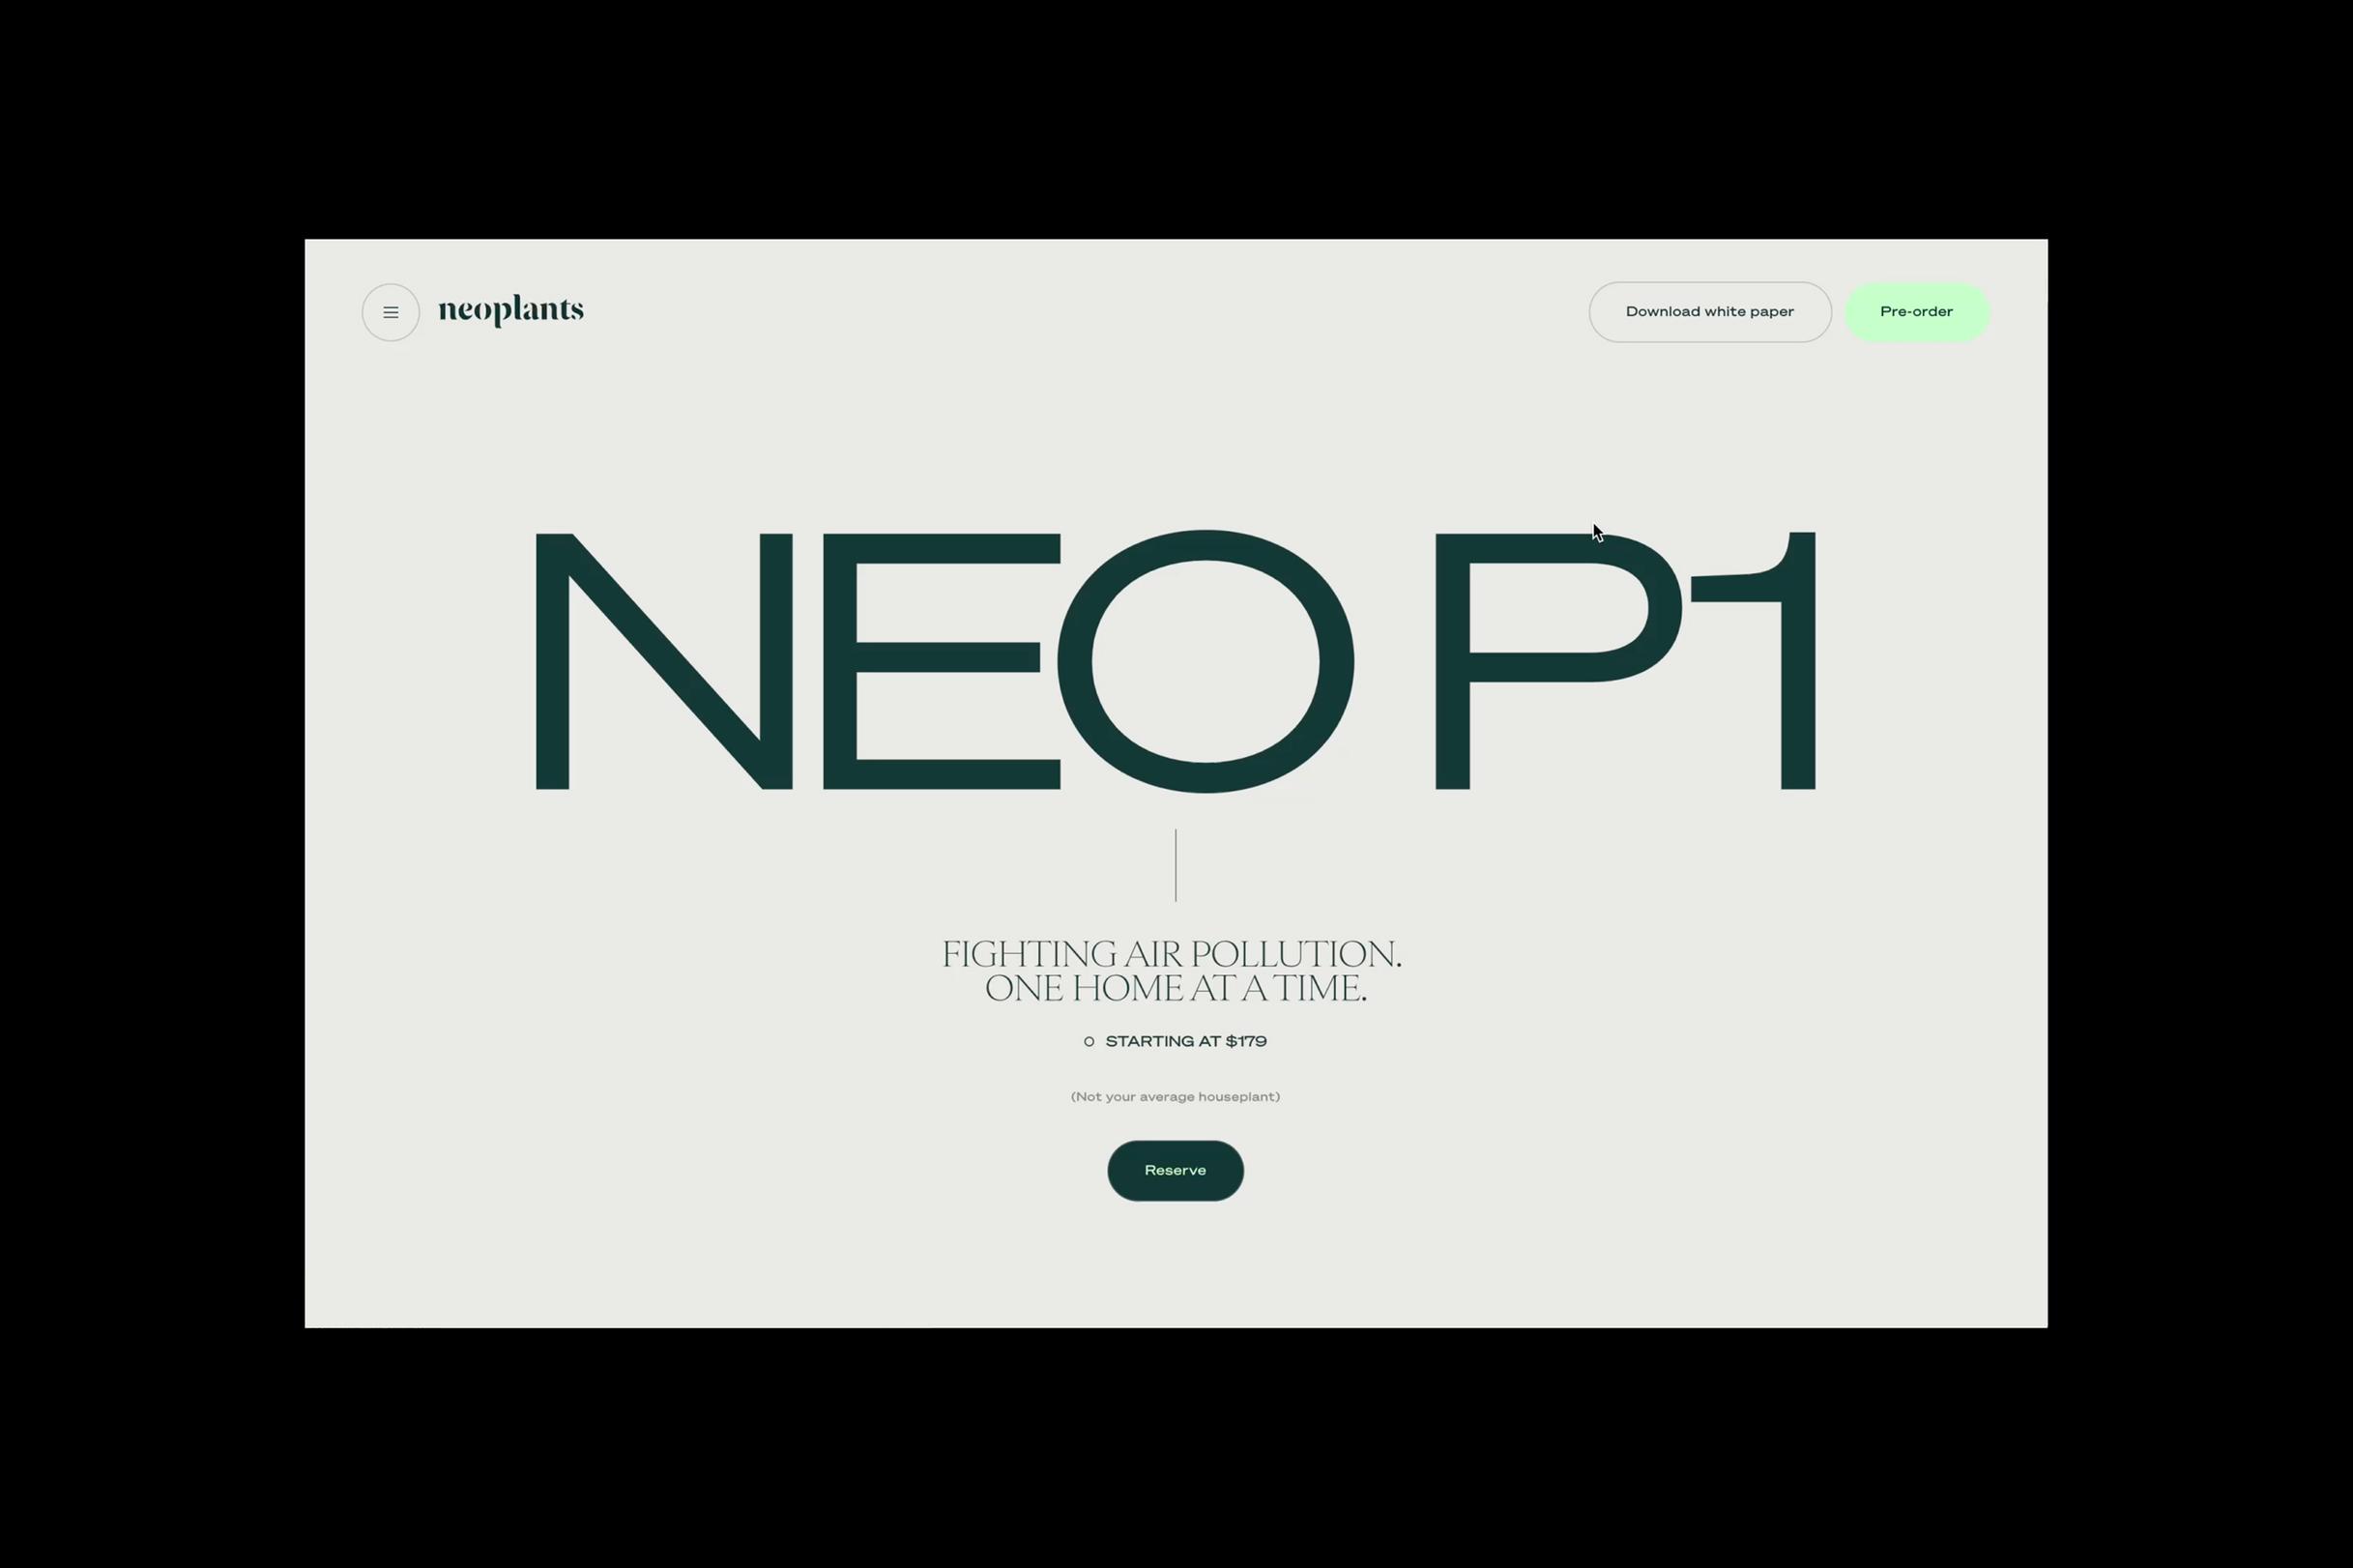 neoplants
Download white paper
Pre-order
NEO P1
FIGHTING AIR POLLUTION.
ONE HOME AT A TIME.
STARTING AT $179
(Not your average houseplant)
Reserve